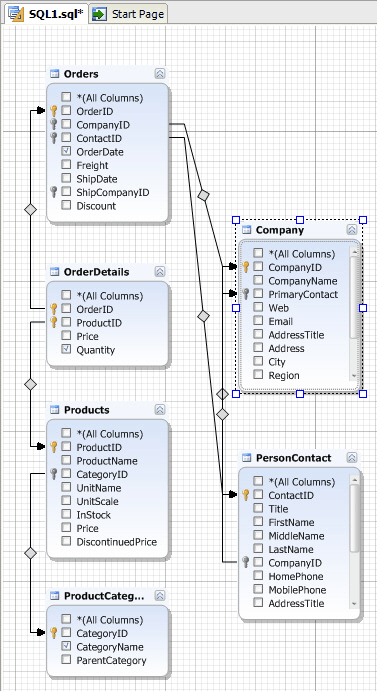 SQL1.sql* Start Page
Orders
*(All Columns)
OrderID
CompanyID
ContactID
OrderDate
Freight
ShipDate
ShipCompanyID
Discount
OrderDetails
*(All Columns)
OrderID
ProductID
Price
Quantity
Products
*(All Columns)
ProductID
ProductName
CategoryID
UnitName
UnitScale
InStock
Price
DiscontinuedPrice
ProductCateg...
*(All Columns)
CategoryID
CategoryName
ParentCategory
Company
*(All Columns)
CompanyID
CompanyName
PrimaryContact
Web
Email
AddressTitle
Address
City
Region
PersonContact
*(All Columns)
ContactID
Title
FirstName
MiddleName
LastName
CompanyID
HomePhone
MobilePhone
AddressTitle